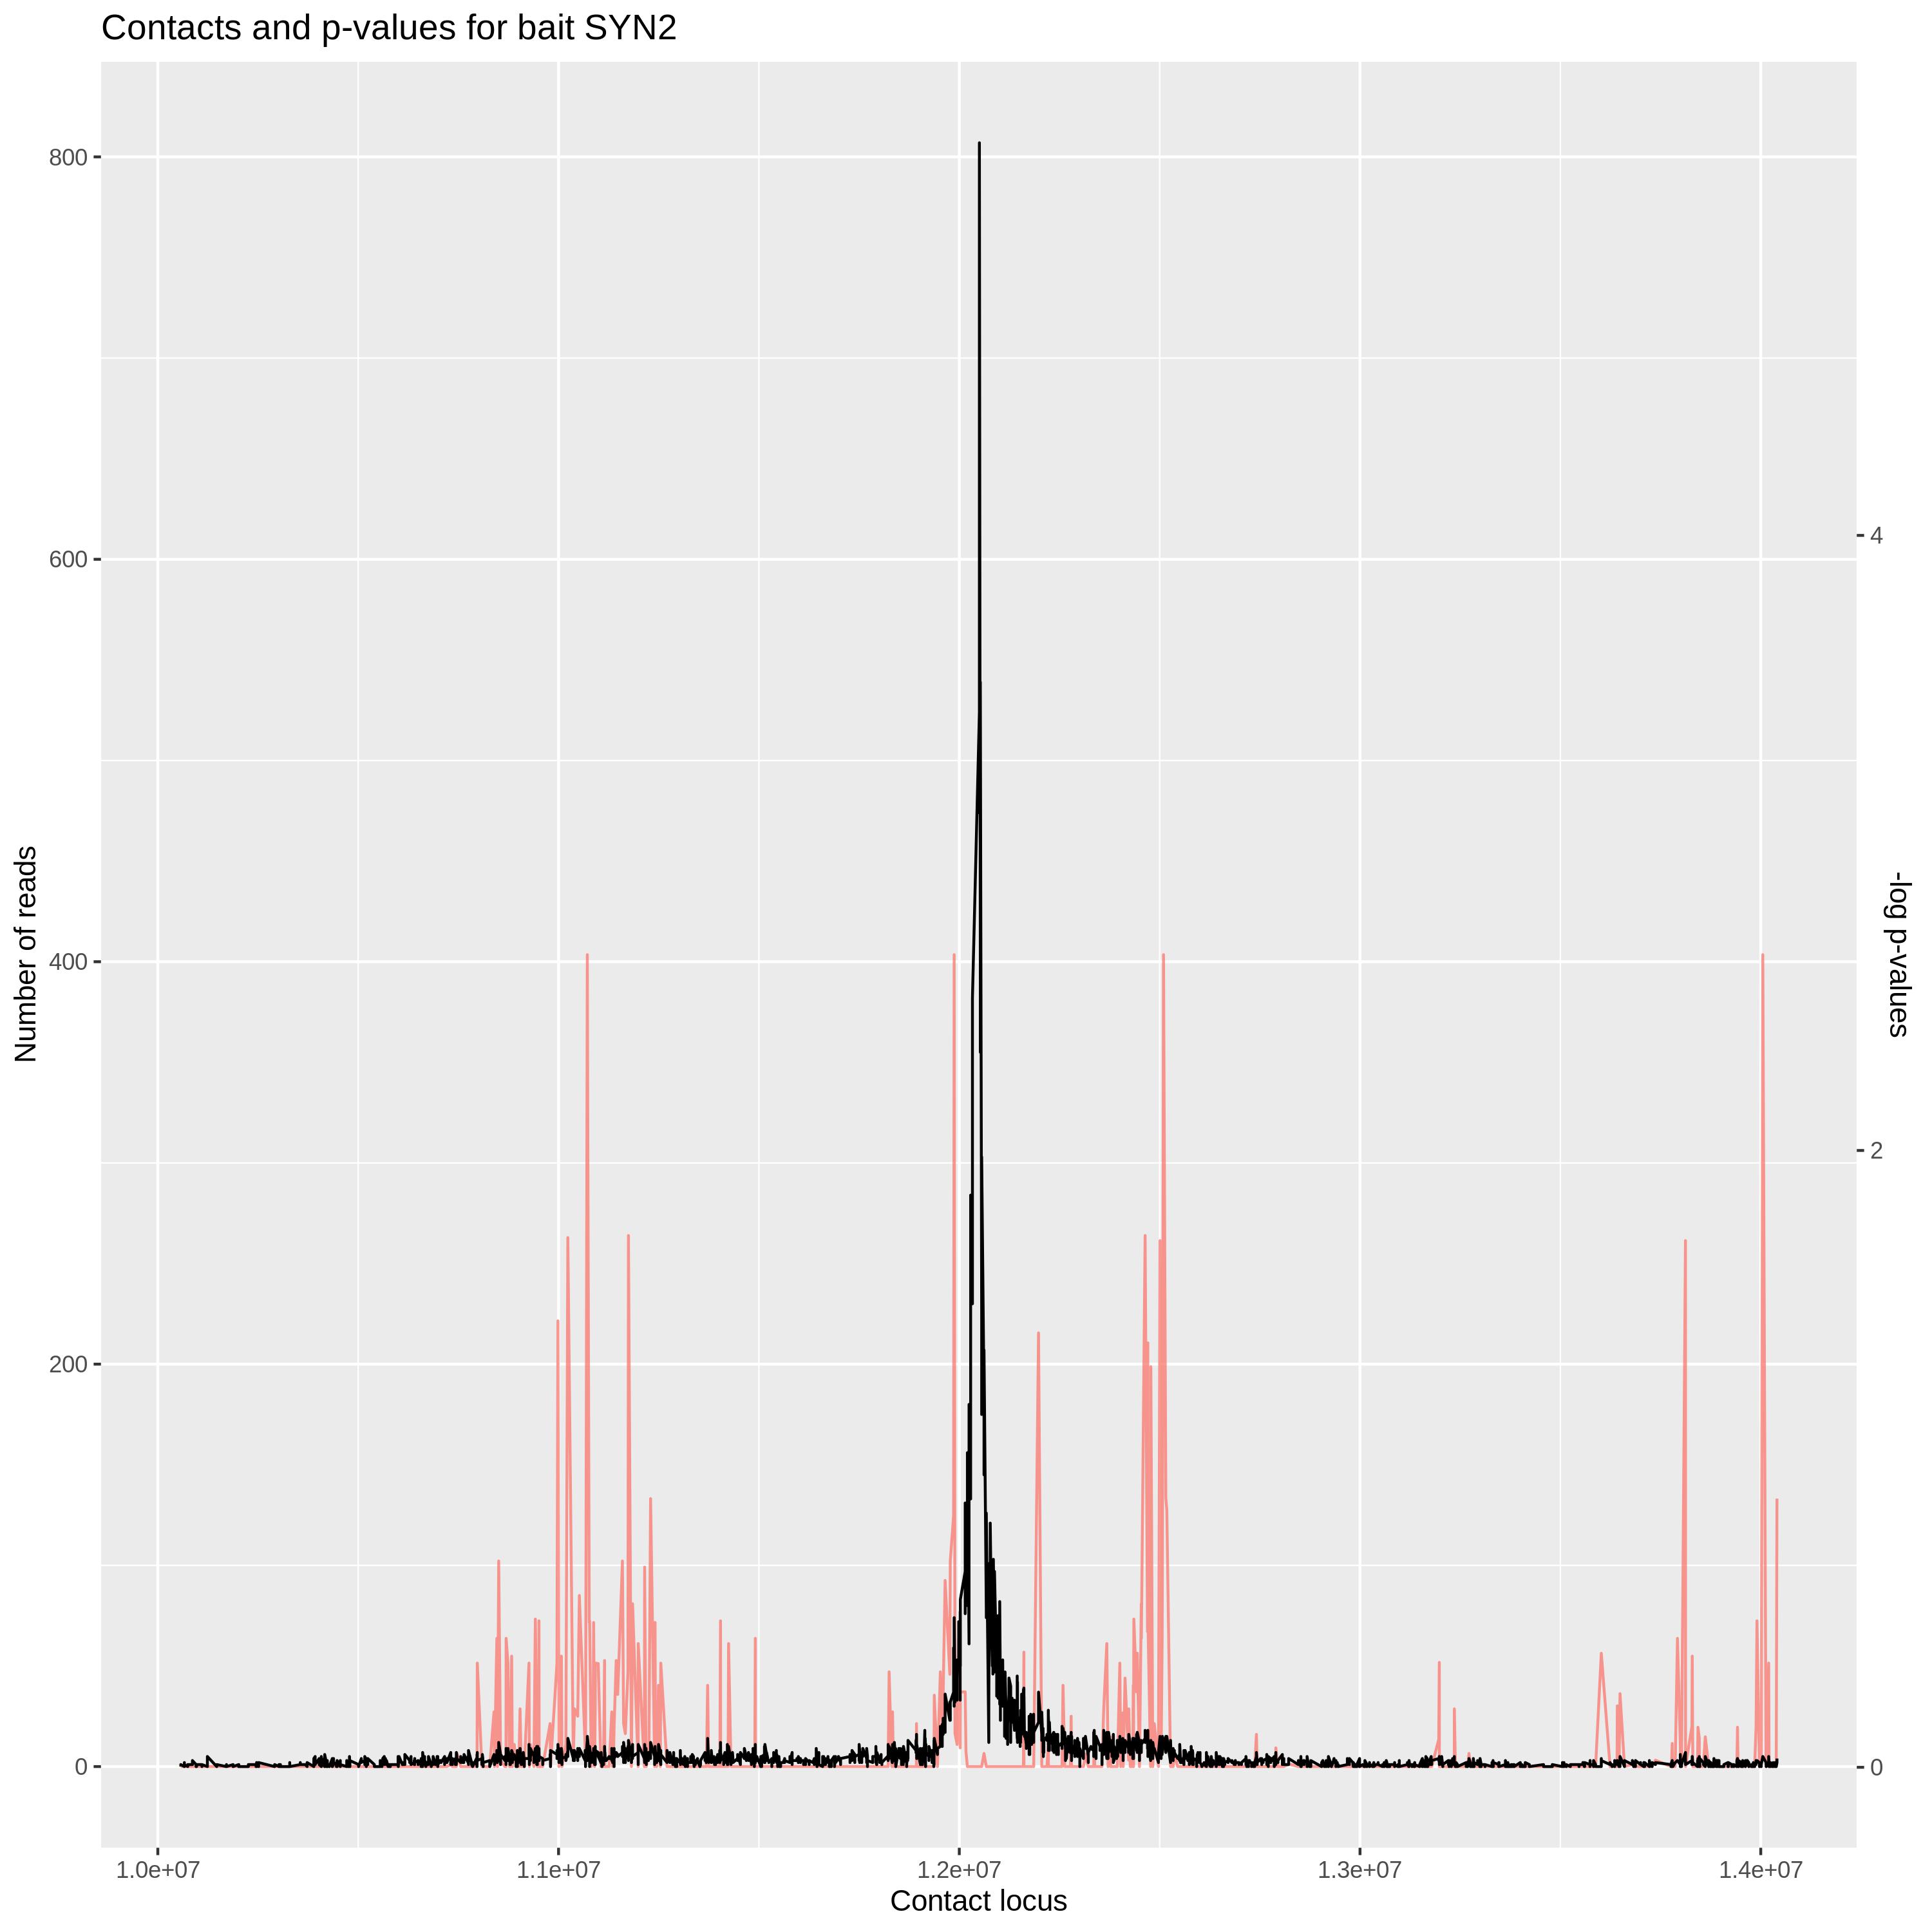 Contacts and p-values for bait SYN2
800
600
400
200
0
Number of reads
4
2
0
-log p-values
1.0e+07
1.1e+07
1.2e+07
1.3e+07
1.4e+07
Contact locus